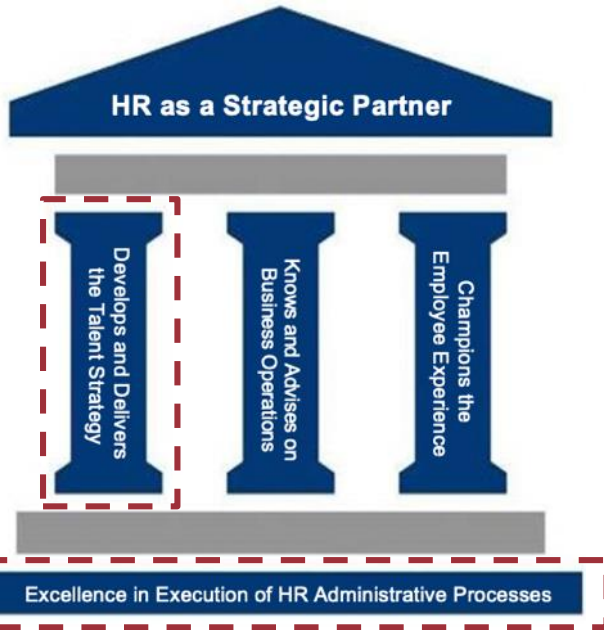 HR as a Strategic Partner
Develops and Delivers
the Talent Strategy
Knows and Advises on
Business Operations
Champions the
Employee Experience
Excellence in Execution of HR Administrative Processes